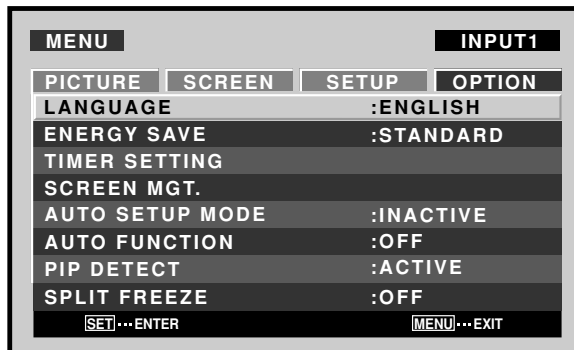 MENU INPUT1
PICTURE SCREEN SETUP OPTION
LANGUAGE :ENGLISH
ENERGY SAVE :STANDARD
TIMER SETTING
SCREEN MGT.
AUTO SETUP MODE :INACTIVE
AUTO FUNCTION :OFF
PIP DETECT :ACTIVE
SPLIT FREEZE :OFF
SET···ENTER MENU···EXIT